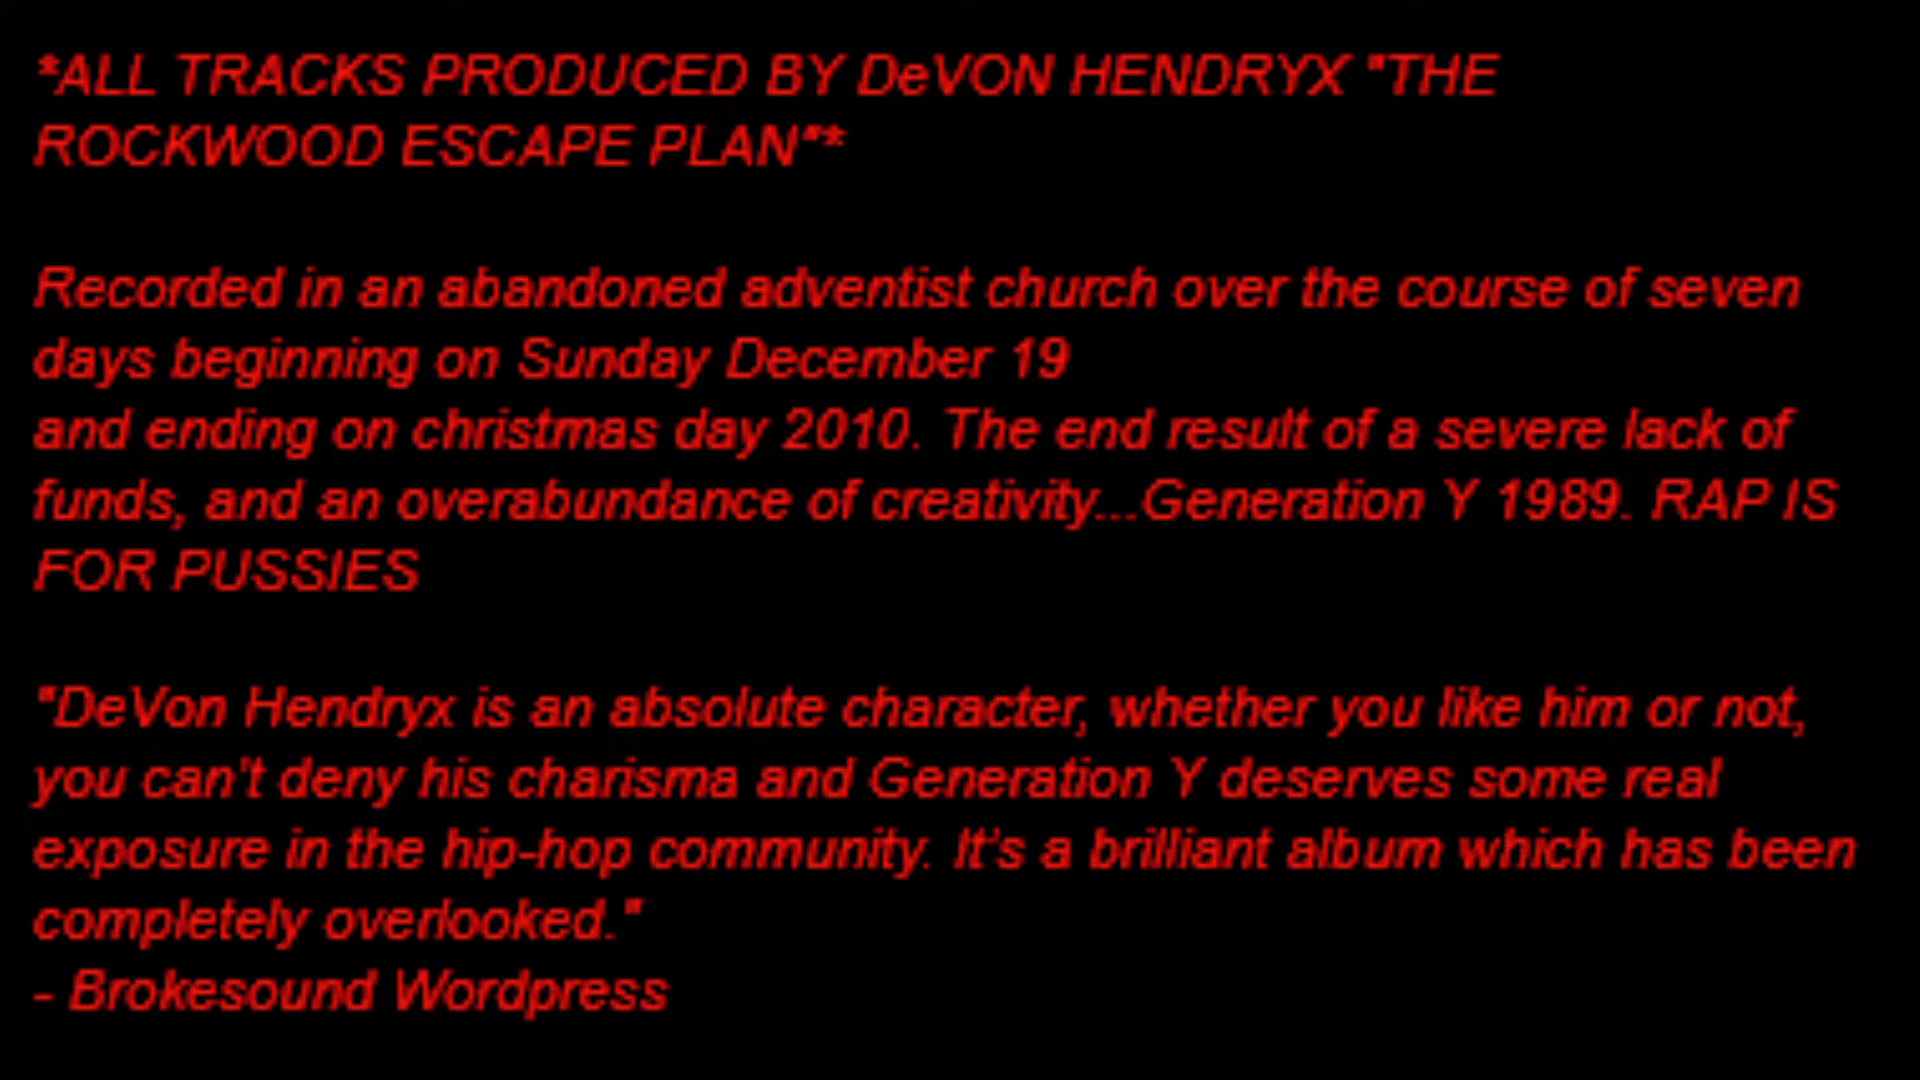 *ALL TRACKS PRODUCED BY DeVON HENDRYX "THE
ROCKWOOD ESCAPE PLAN"*
Recorded in an abandoned adventist church over the course of seven
days beginning on Sunday December 19
and ending on christmas day 2010. The end result of a severe lack of
funds, and an overabundance of creativity...Generation Y 1989. RAP IS
FOR PUSSIES
"DeVon Hendryx is an absolute character, whether you like him or not,
you can't deny his charisma and Generation Y deserves some real
exposure in the hip-hop community. It's a brilliant album which has been
completely overlooked."
- Brokesound Wordpress